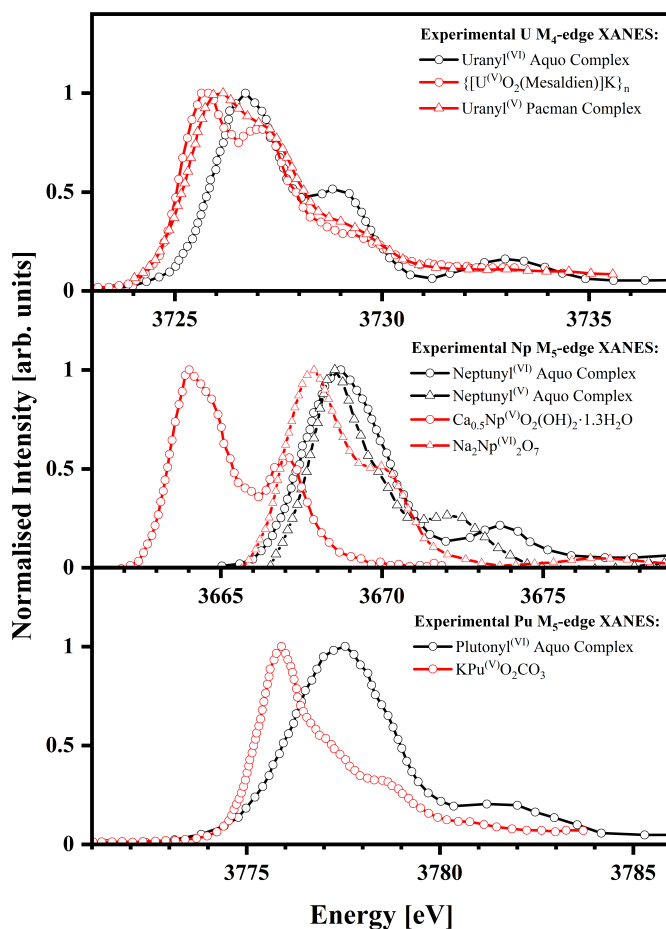 Normalised Intensity [arb. units]
Experimental U M₄-edge XANES:
Uranyl⁽ⱽᴵ⁾ Aquo Complex
{[U⁽ⱽ⁾O₂(Mesaldien)]K}ₙ
Uranyl⁽ⱽ⁾ Pacman Complex
1
0.5
0
3725 3730 3735
Experimental Np M₅-edge XANES:
Neptunyl⁽ⱽᴵ⁾ Aquo Complex
Neptunyl⁽ⱽ⁾ Aquo Complex
Ca₀.₅Np⁽ⱽ⁾O₂(OH)₂·1.3H₂O
Na₂Np⁽ⱽᴵ⁾₂O₇
1
0.5
0
3665 3670 3675
Experimental Pu M₅-edge XANES:
Plutonyl⁽ⱽᴵ⁾ Aquo Complex
KPu⁽ⱽ⁾O₂CO₃
1
0.5
0
3775 3780 3785
Energy [eV]